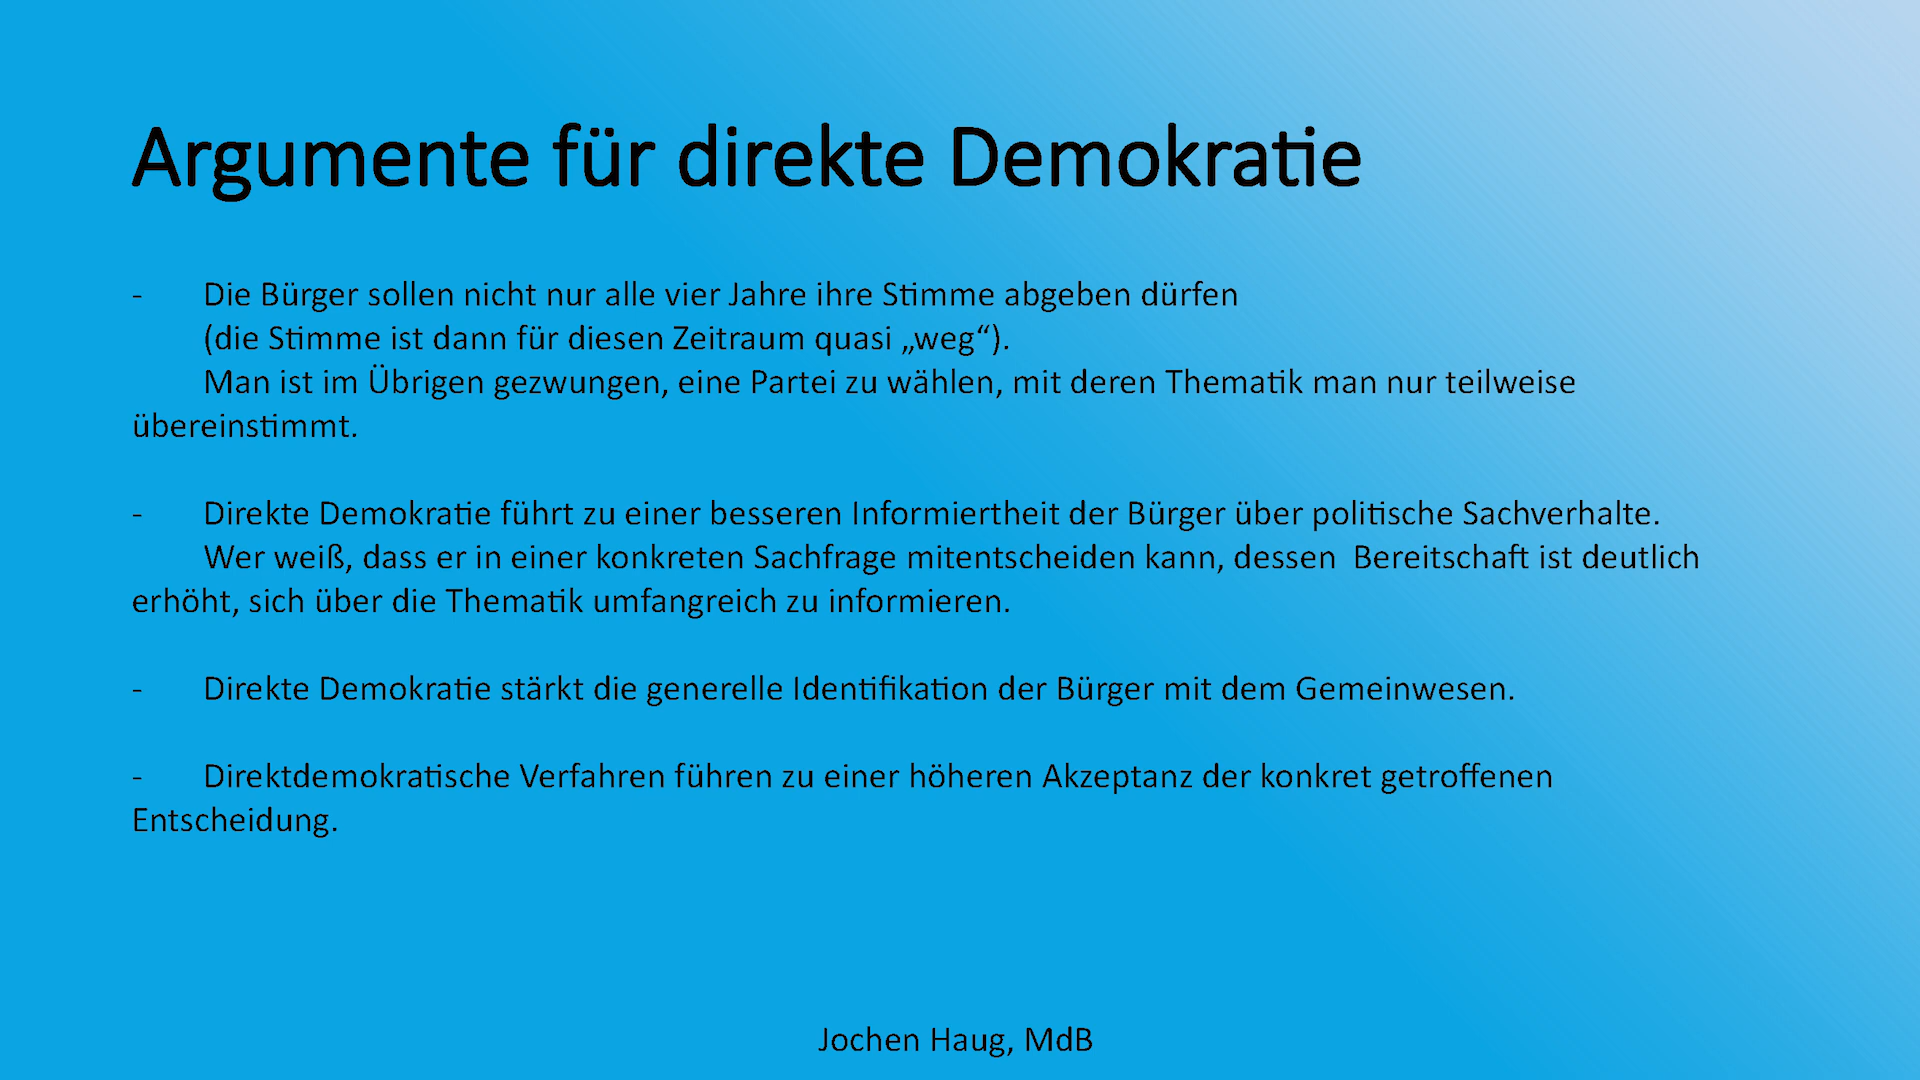 Argumente für direkte Demokratie
- Die Bürger sollen nicht nur alle vier Jahre ihre Stimme abgeben dürfen
(die Stimme ist dann für diesen Zeitraum quasi „weg“).
Man ist im Übrigen gezwungen, eine Partei zu wählen, mit deren Thematik man nur teilweise
übereinstimmt.
- Direkte Demokratie führt zu einer besseren Informiertheit der Bürger über politische Sachverhalte.
Wer weiß, dass er in einer konkreten Sachfrage mitentscheiden kann, dessen  Bereitschaft ist deutlich
erhöht, sich über die Thematik umfangreich zu informieren.
- Direkte Demokratie stärkt die generelle Identifikation der Bürger mit dem Gemeinwesen.
- Direktdemokratische Verfahren führen zu einer höheren Akzeptanz der konkret getroffenen
Entscheidung.
Jochen Haug, MdB